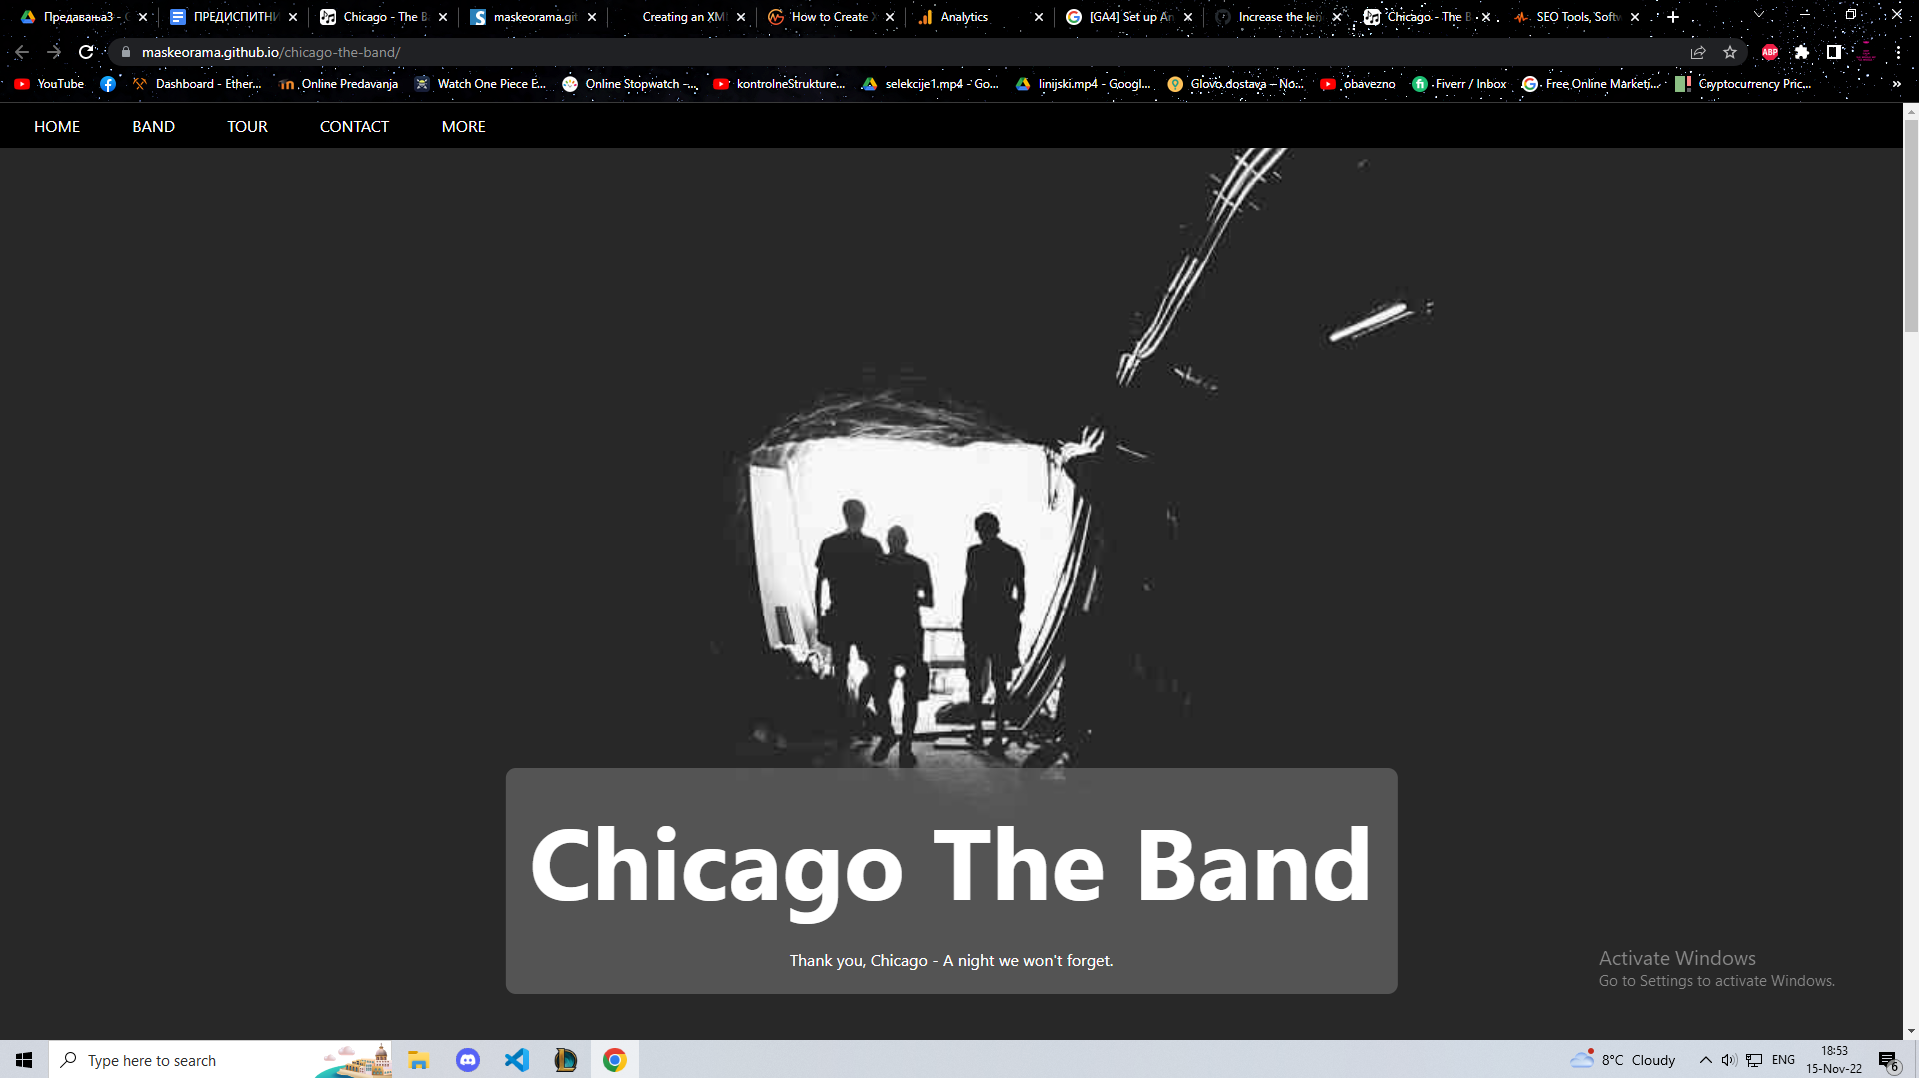 Предавања3 - G
ПРЕДИСПИТНИ
Chicago - The B
maskeorama.git
Creating an XM
How to Create X
Analytics
[GA4] Set up An
Increase the len
Chicago - The B
SEO Tools, Softw
maskeorama.github.io/chicago-the-band/
ABP
YouTube
Dashboard - Ether...
Online Predavanja
Watch One Piece E...
Online Stopwatch -...
kontrolneStrukture...
selekcije1.mp4 - Go...
linijski.mp4 - Googl...
Glovo dostava – No...
obavezno
Fiverr / Inbox
Free Online Marketi...
Cryptocurrency Pric...
HOME BAND TOUR CONTACT MORE
Chicago The Band
Thank you, Chicago - A night we won't forget.
Activate Windows
Go to Settings to activate Windows.
Type here to search
8°C Cloudy
ENG
18:53
15-Nov-22
6